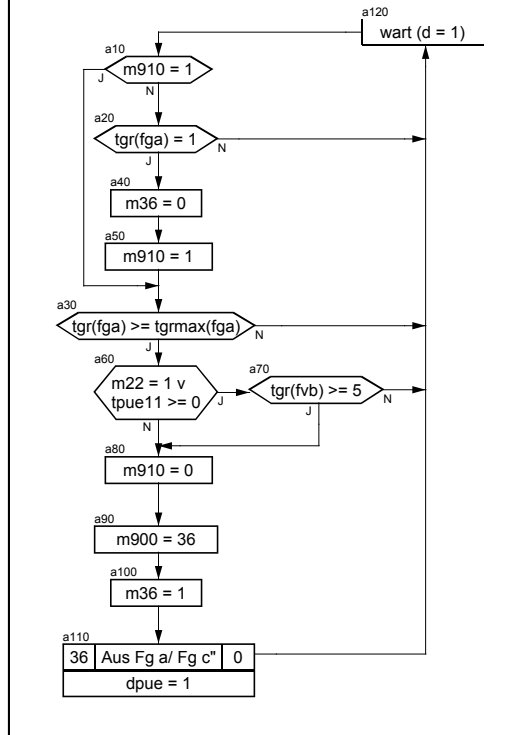 a120
wart (d = 1)
a10
m910 = 1
J
N
a20
tgr(fga) = 1
N
J
a40
m36 = 0
a50
m910 = 1
a30
tgr(fga) >= tgrmax(fga)
N
J
a60
m22 = 1 v
tpue11 >= 0
J
N
a70
tgr(fvb) >= 5
N
J
a80
m910 = 0
a90
m900 = 36
a100
m36 = 1
a110
36 Aus Fg a/ Fg c" 0
dpue = 1